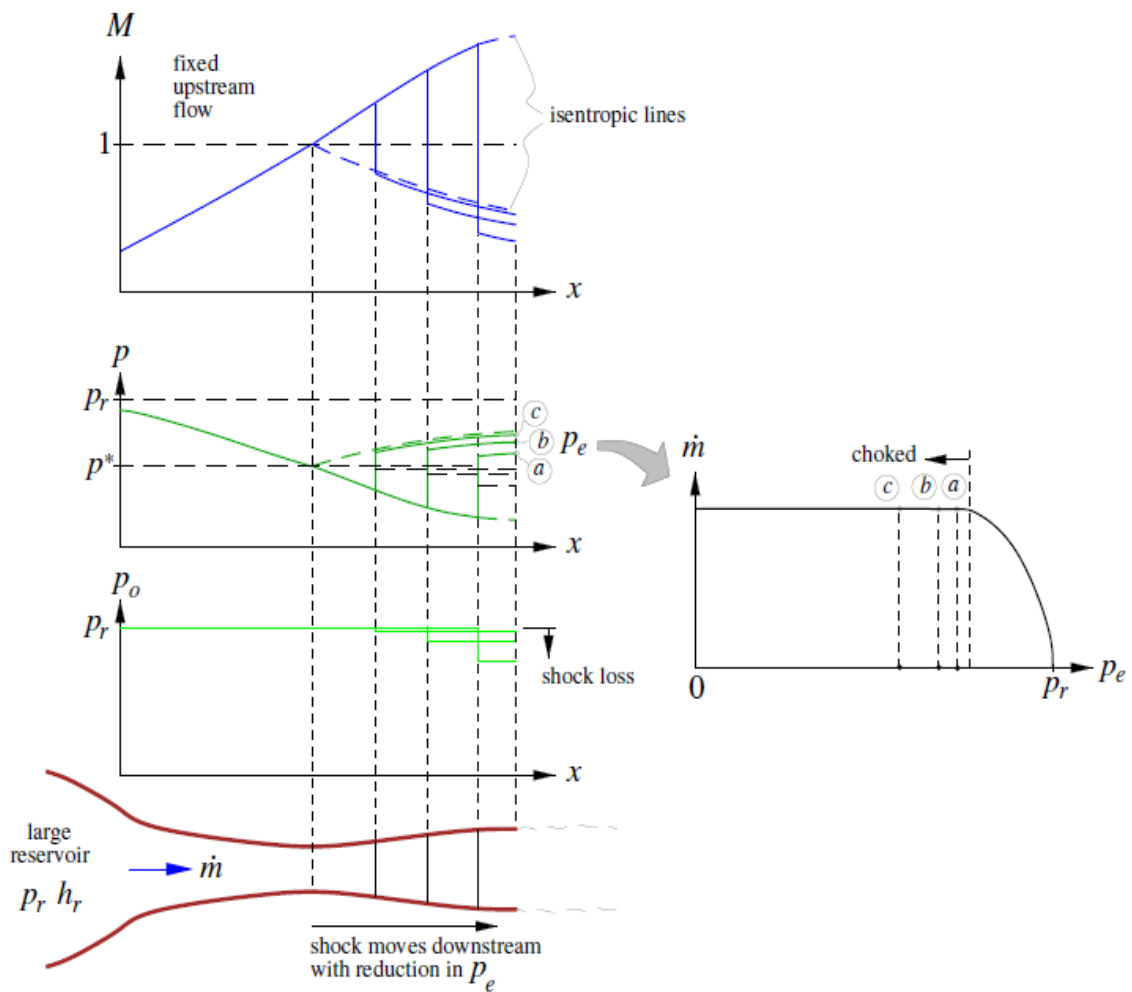 M
fixed
upstream
flow
isentropic lines
1
x
p
p_r
c
b
p_e
p*
a
x
ṁ
choked
c b a
p_o
p_r
shock loss
0
p_r
p_e
x
large
reservoir
ṁ
p_r h_r
shock moves downstream
with reduction in p_e